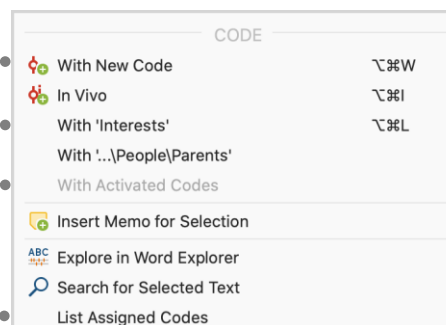 CODE
With New Code ⌥⌘W
In Vivo ⌥⌘I
With 'Interests' ⌥⌘L
With '...\People\Parents'
With Activated Codes
Insert Memo for Selection
ABC
Explore in Word Explorer
Search for Selected Text
List Assigned Codes